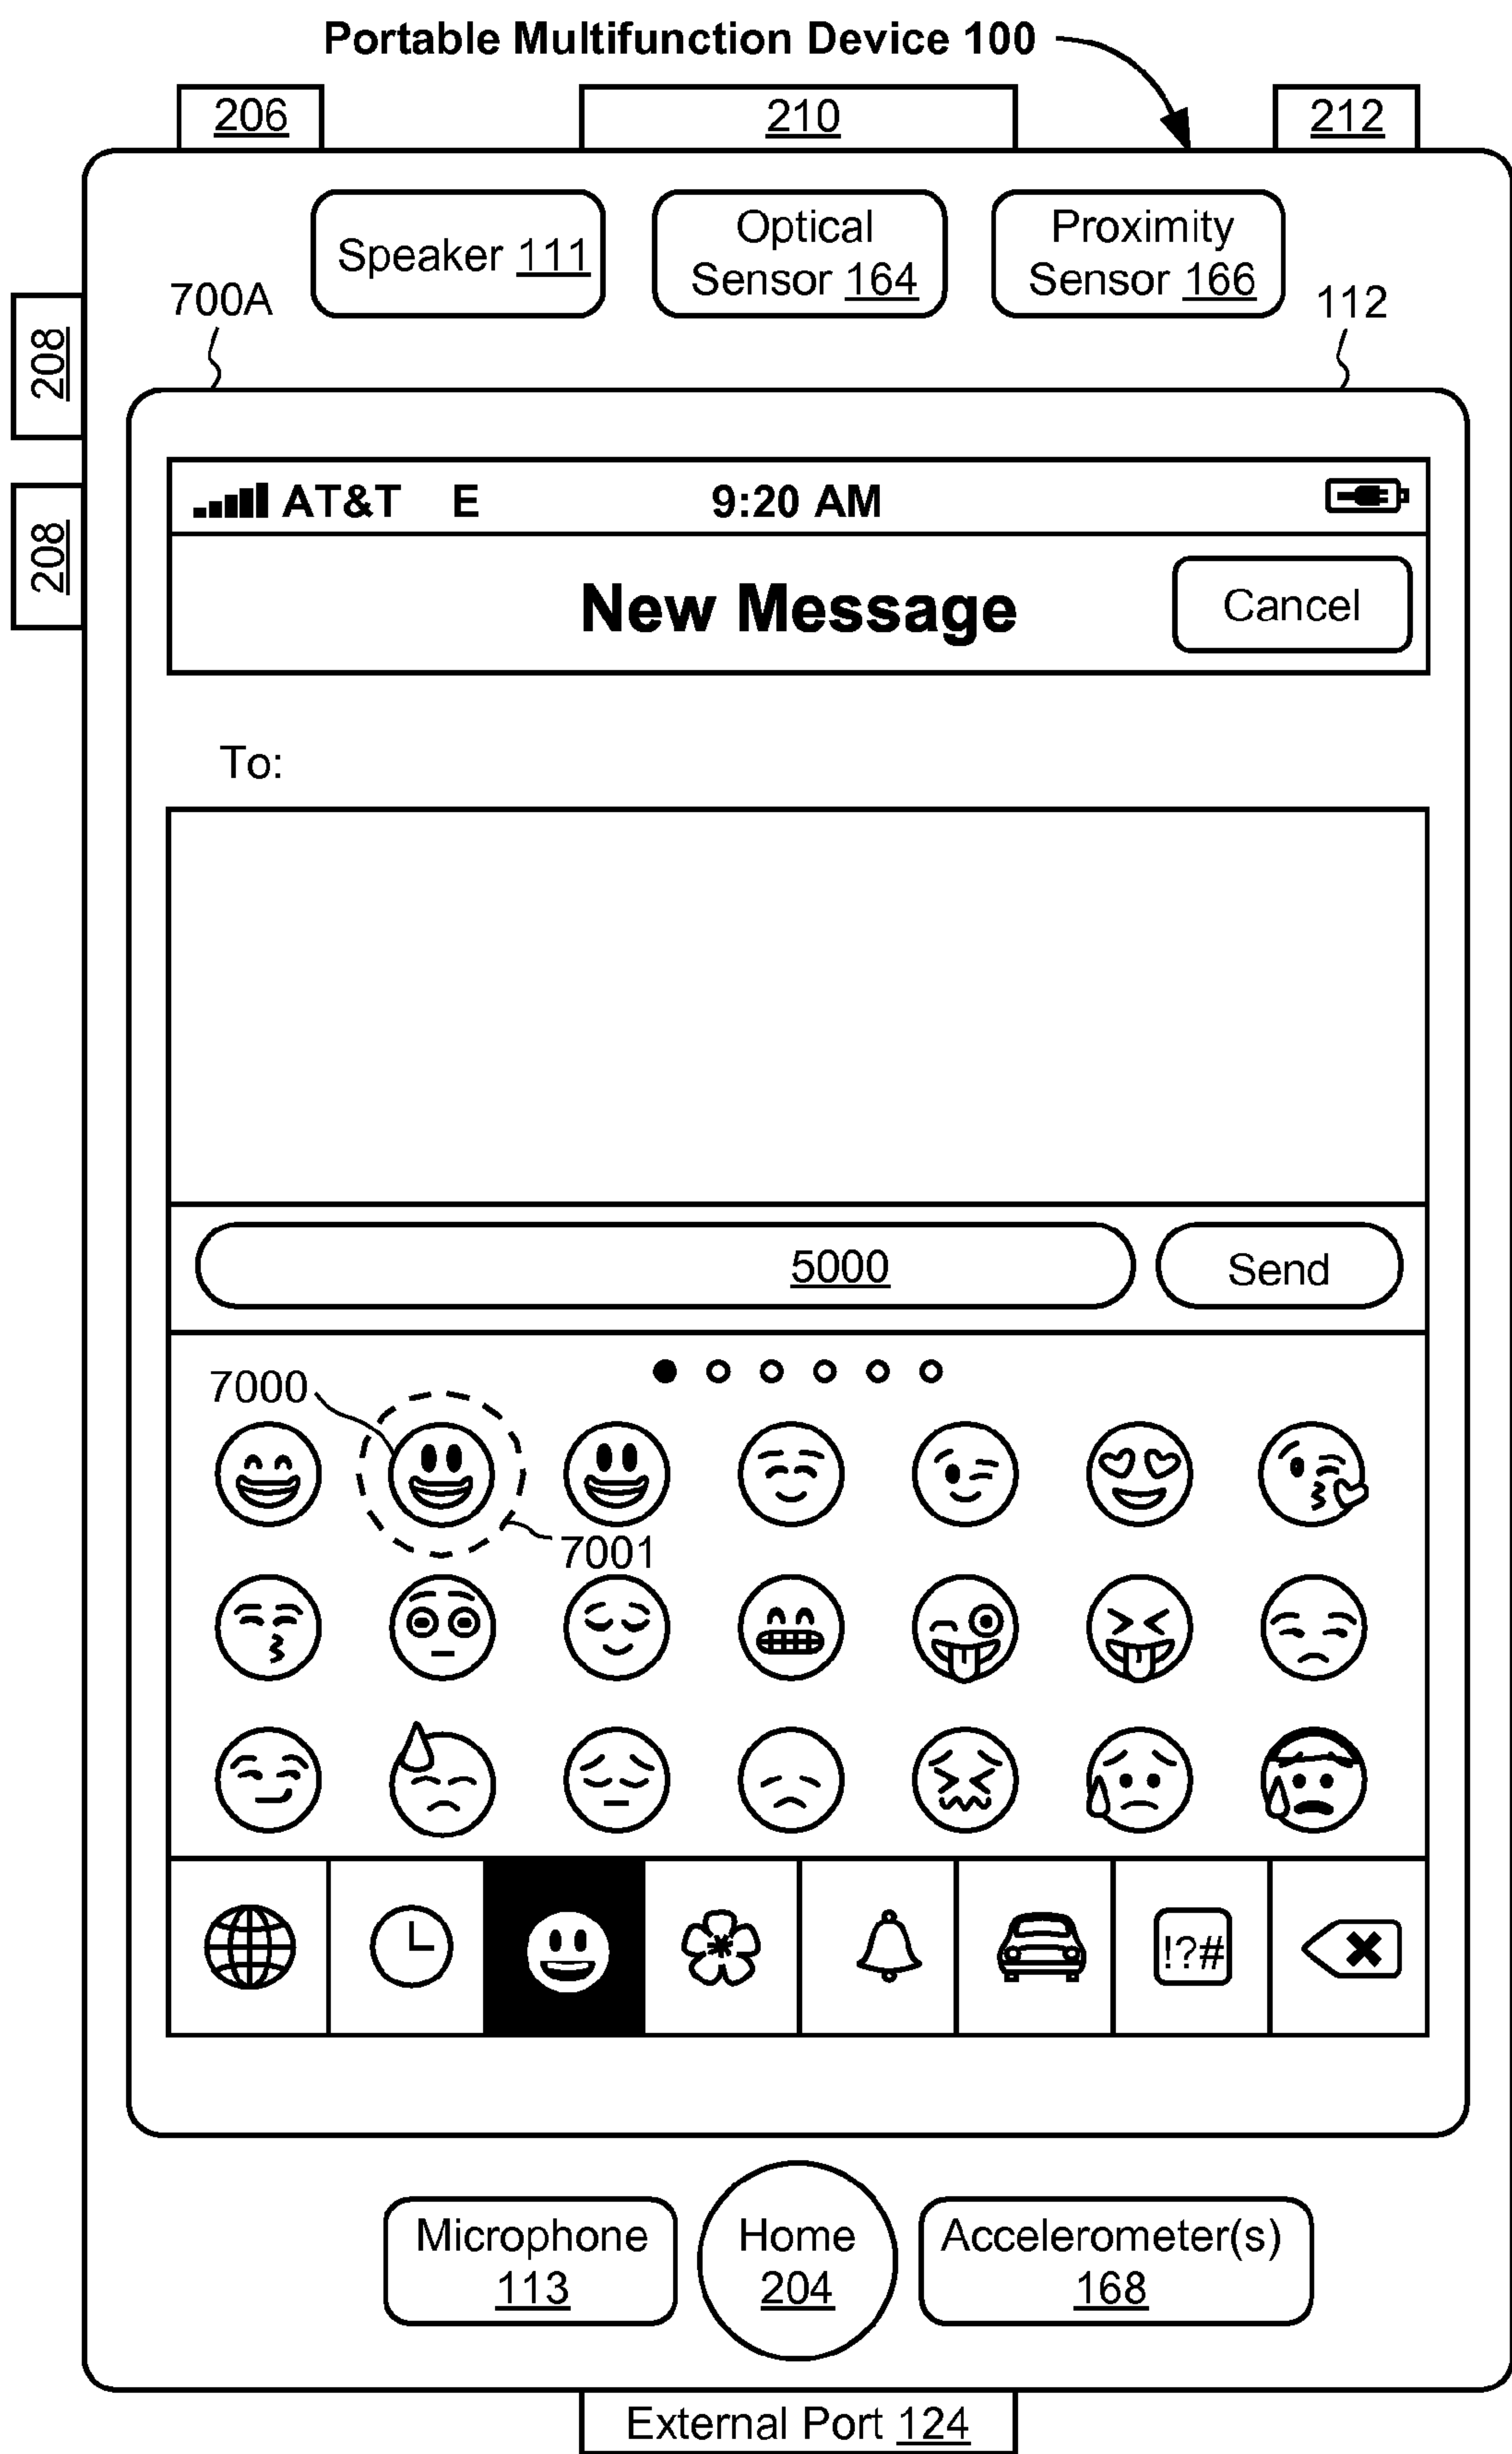 Portable Multifunction Device 100
206
210
212
Speaker 111
Optical
Sensor 164
Proximity
Sensor 166
700A
112
208
208
AT&T E 9:20 AM
New Message
Cancel
To:
5000
Send
7000
7001
!?#
Microphone
113
Home
204
Accelerometer(s)
168
External Port 124